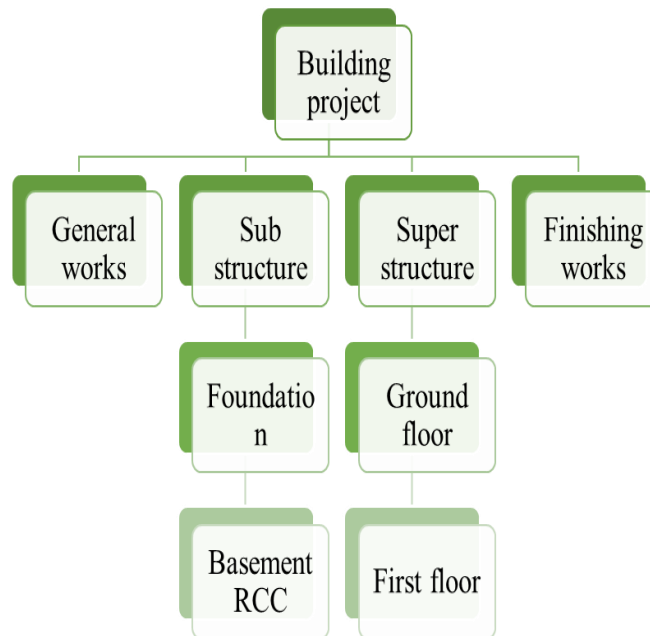 Building
project
General
works
Sub
structure
Super
structure
Finishing
works
Foundatio
n
Ground
floor
Basement
RCC
First floor